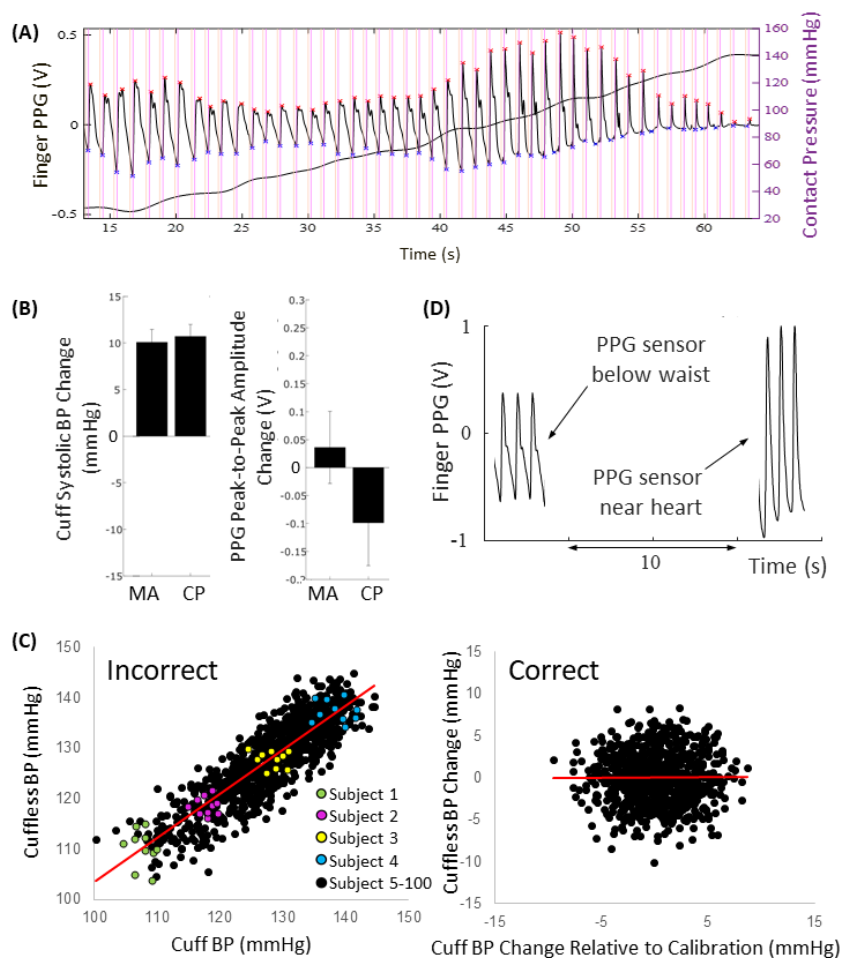 (A)
0.5
0
-0.5
Finger PPG (V)
160
140
120
100
80
60
40
20
Contact Pressure (mmHg)
15
20
25
30
35
40
45
50
55
60
Time (s)
(B)
Cuff Systolic BP Change
(mmHg)
15
10
5
0
-5
-10
-15
MA
CP
PPG Peak-to-Peak Amplitude
Change (V)
0.3
0.25
0.2
0.15
0.1
0.05
0
-0.05
-0.1
-0.15
-0.2
MA
CP
(D)
Finger PPG (V)
1
0
-1
PPG sensor
below waist
PPG sensor
near heart
10
Time (s)
(C)
Incorrect
Cuffless BP (mmHg)
150
140
130
120
110
100
100
110
120
130
140
150
Cuff BP (mmHg)
Subject 1
Subject 2
Subject 3
Subject 4
Subject 5-100
Correct
Cuffless BP Change (mmHg)
15
10
5
0
-5
-10
-15
-15
-5
5
15
Cuff BP Change Relative to Calibration (mmHg)